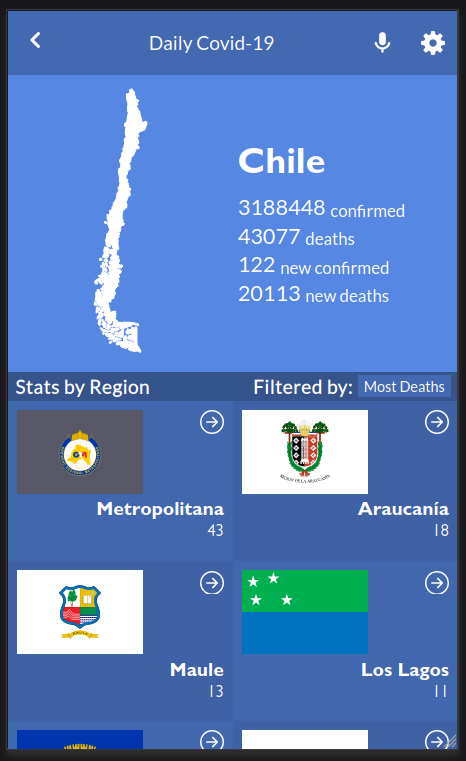 Daily Covid-19
Chile
3188448 confirmed
43077 deaths
122 new confirmed
20113 new deaths
Stats by Region
Filtered by: Most Deaths
Metropolitana
43
Araucanía
18
REGION DE LA ARAUCANIA
Maule
13
Los Lagos
11